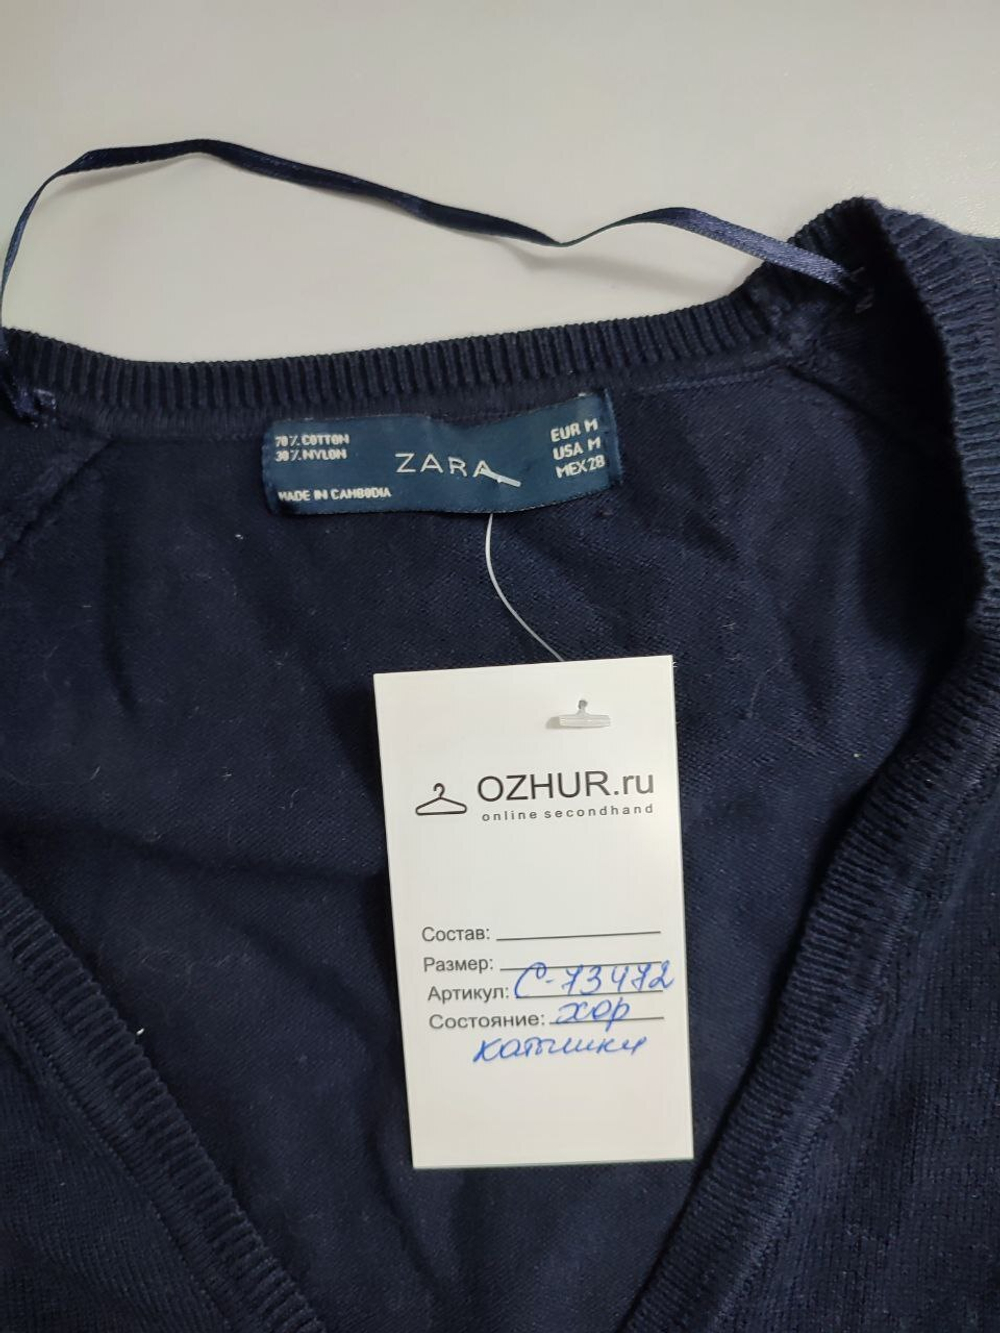 70% COTTON
30% NYLON
MADE IN CAMBODIA
ZARA
EUR M
USA M
MEX 28
OZHUR.ru
online secondhand
Состав:
Размер:
Артикул: С-73472
Состояние: хор
катышки